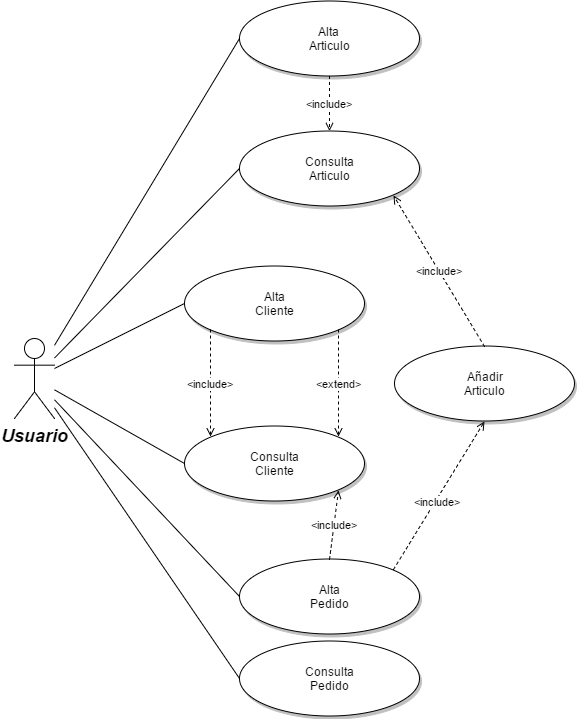 Alta
Articulo
<include>
Consulta
Articulo
<include>
Alta
Cliente
<include>
<extend>
Añadir
Articulo
Usuario
Consulta
Cliente
<include>
<include>
Alta
Pedido
Consulta
Pedido